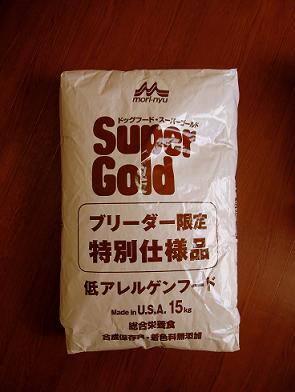 mori-nyu
ドッグフード・スーパーゴールド
Super
Gold
ブリーダー限定
特別仕様品
低アレルゲンフード
Made in U.S.A. 15kg
総合栄養食
合成保存料・着色料無添加